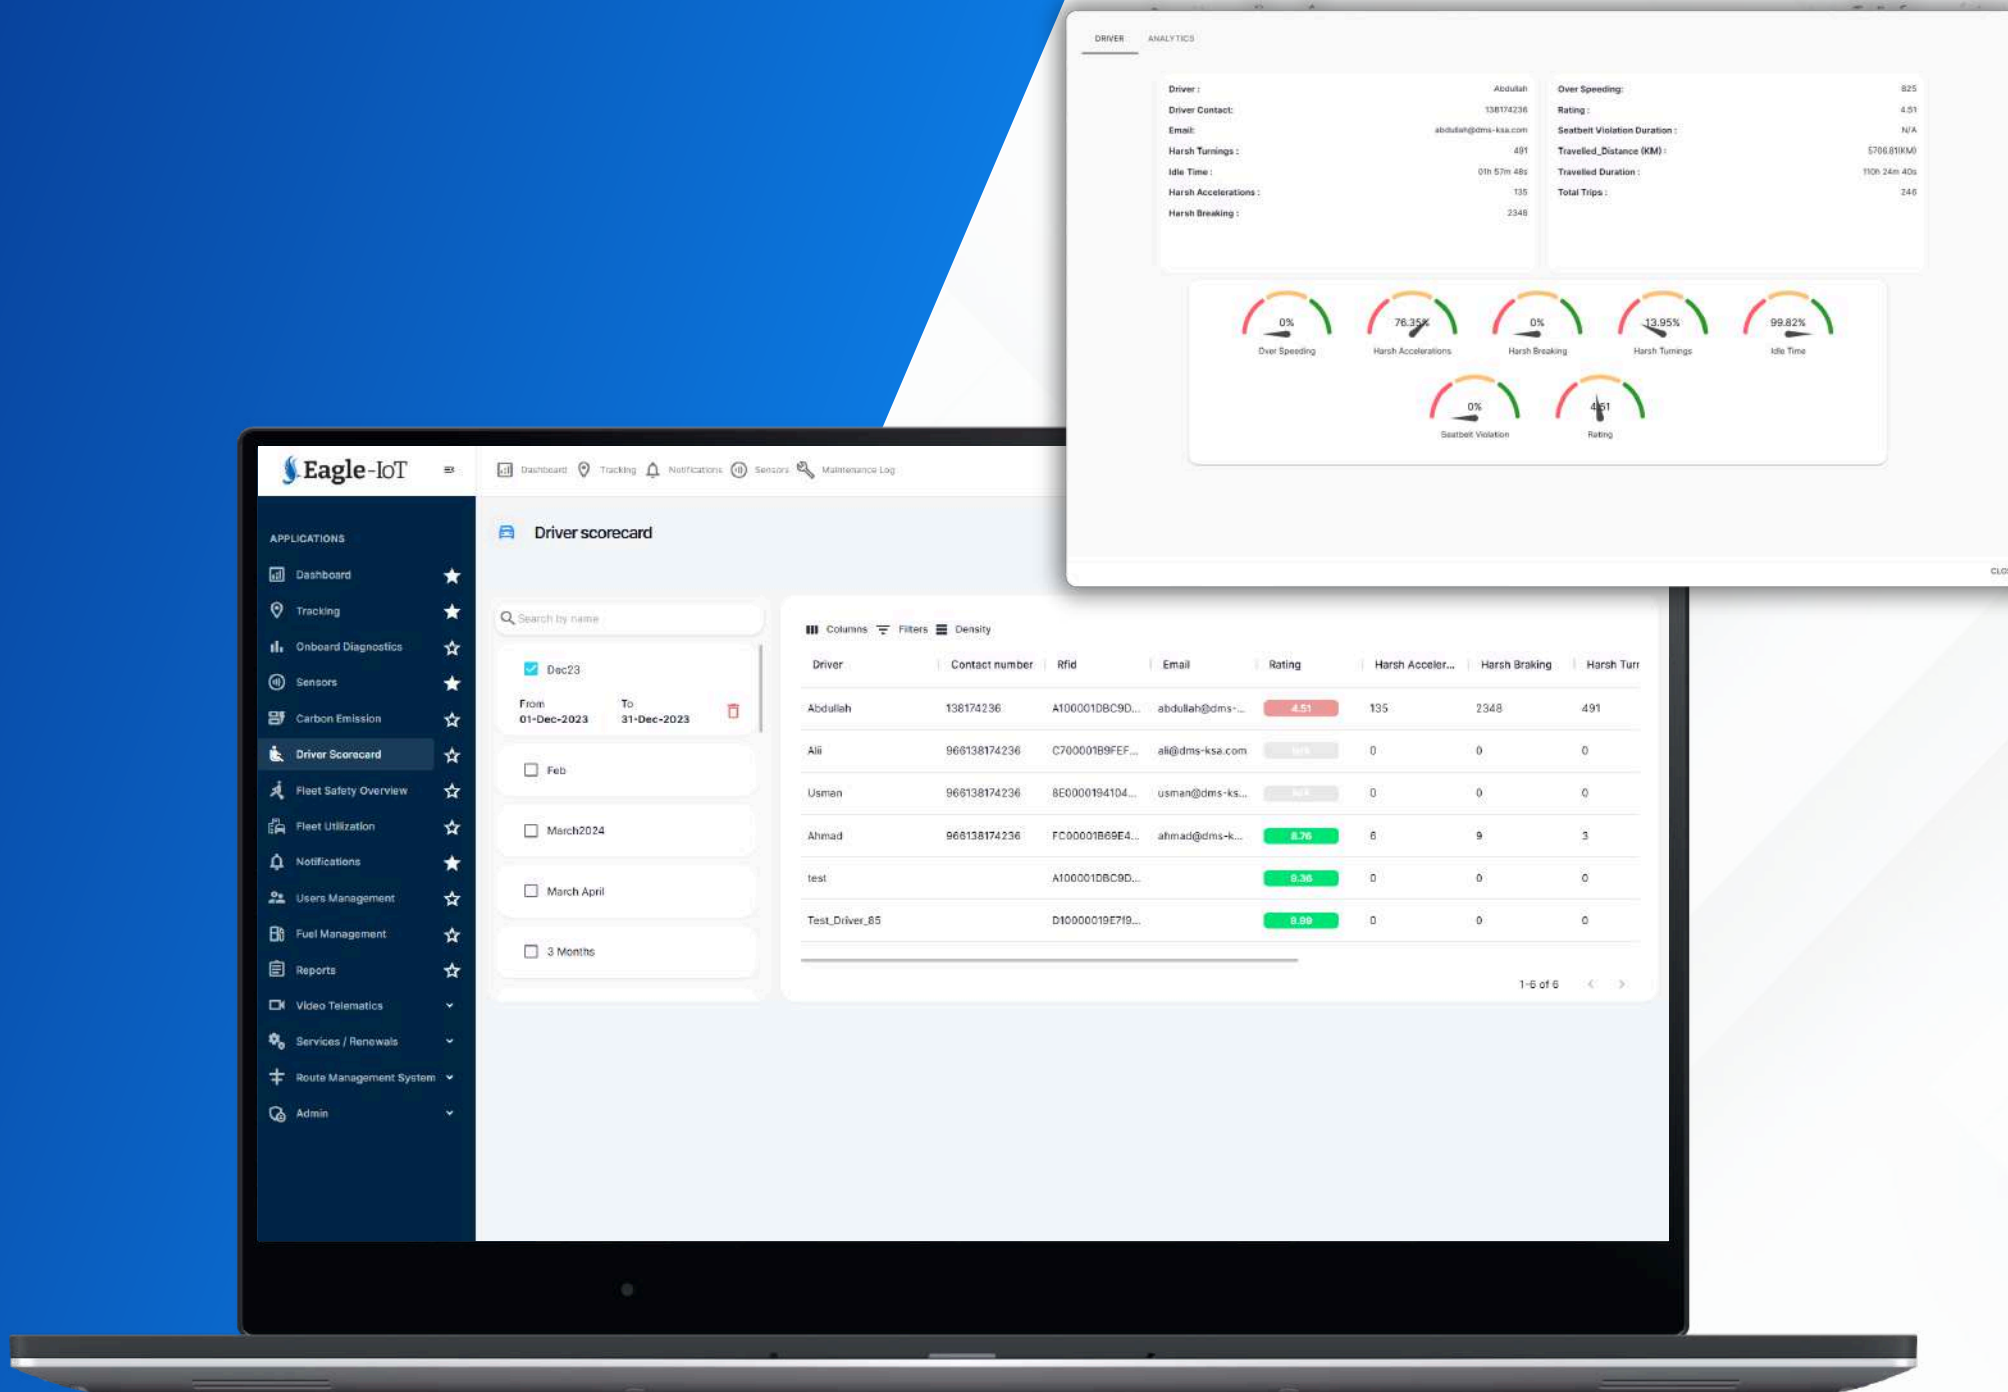 DRIVER ANALYTICS
Driver : Abdullah
Driver Contact: 138174236
Email: abdullah@dms-ksa.com
Harsh Turnings : 491
Idle Time : 01h 57m 48s
Harsh Accelerations : 135
Harsh Breaking : 2348
Over Speeding: 825
Rating : 4.51
Seatbelt Violation Duration : N/A
Travelled_Distance (KM) : 5706.81(KM)
Travelled Duration : 110h 24m 40s
Total Trips : 246
0% 76.35% 0% 13.95% 99.82%
Over Speeding Harsh Accelerations Harsh Breaking Harsh Turnings Idle Time
0% 4.51
Seatbelt Violation Rating
Eagle-IoT
Dashboard Tracking Notifications Sensors Maintenance Log
APPLICATIONS
Dashboard
Tracking
Onboard Diagnostics
Sensors
Carbon Emission
Driver Scorecard
Fleet Safety Overview
Fleet Utilization
Notifications
Users Management
Fuel Management
Reports
Video Telematics
Services / Renewals
Route Management System
Admin
Driver scorecard
Search by name
Dec23
From To
01-Dec-2023 31-Dec-2023
Feb
March2024
March April
3 Months
Columns Filters Density
Driver Contact number Rfid Email Rating Harsh Acceler... Harsh Braking Harsh Turr
Abdullah 138174236 A100001DBC9D... abdullah@dms-... 4.51 135 2348 491
Alii 966138174236 C700001B9FEF... ali@dms-ksa.com N/A 0 0 0
Usman 966138174236 8E0000194104... usman@dms-ks... N/A 0 0 0
Ahmad 966138174236 FC00001B69E4... ahmad@dms-k... 8.76 6 9 3
test A100001DBC9D... 9.36 0 0 0
Test_Driver_85 D10000019E7f9... 9.99 0 0 0
1-6 of 6